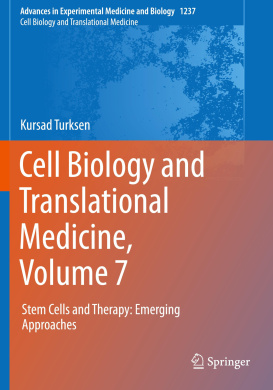 Advances in Experimental Medicine and Biology 1237
Cell Biology and Translational Medicine
Kursad Turksen
Cell Biology and
Translational
Medicine,
Volume 7
Stem Cells and Therapy: Emerging
Approaches
Springer